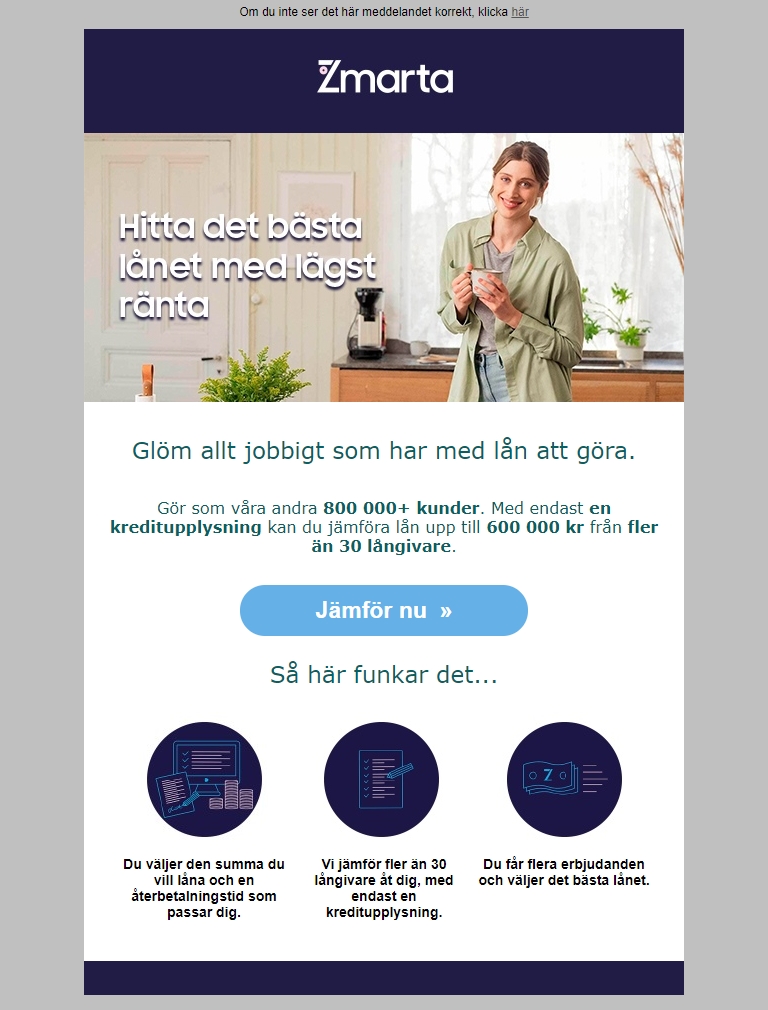 Om du inte ser det här meddelandet korrekt, klicka här
Zmarta
Hitta det bästa
lånet med lägst
ränta
Glöm allt jobbigt som har med lån att göra.
Gör som våra andra 800 000+ kunder. Med endast en
kreditupplysning kan du jämföra lån upp till 600 000 kr från fler
än 30 långivare.
Jämför nu »
Så här funkar det...
Z
Du väljer den summa du
vill låna och en
återbetalningstid som
passar dig.
Vi jämför fler än 30
långivare åt dig, med
endast en
kreditupplysning.
Du får flera erbjudanden
och väljer det bästa lånet.